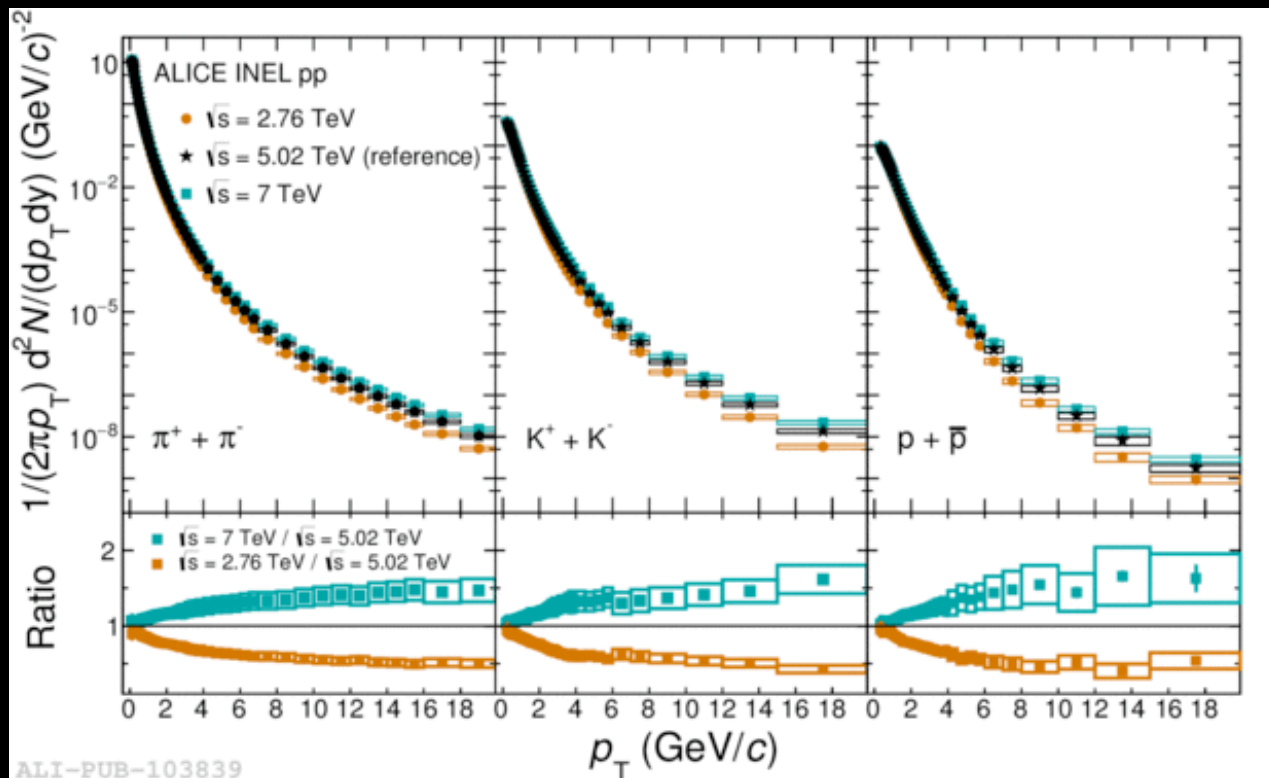 1/(2πp_T) d²N/(dp_Tdy) (GeV/c)⁻²
10
10⁻²
10⁻⁵
10⁻⁸
ALICE INEL pp
√s = 2.76 TeV
√s = 5.02 TeV (reference)
√s = 7 TeV
π⁺ + π⁻
K⁺ + K⁻
p + p̅
Ratio
2
1
√s = 7 TeV / √s = 5.02 TeV
√s = 2.76 TeV / √s = 5.02 TeV
0 2 4 6 8 10 12 14 16 18 0 2 4 6 8 10 12 14 16 18 0 2 4 6 8 10 12 14 16 18
p_T (GeV/c)
ALI-PUB-103839